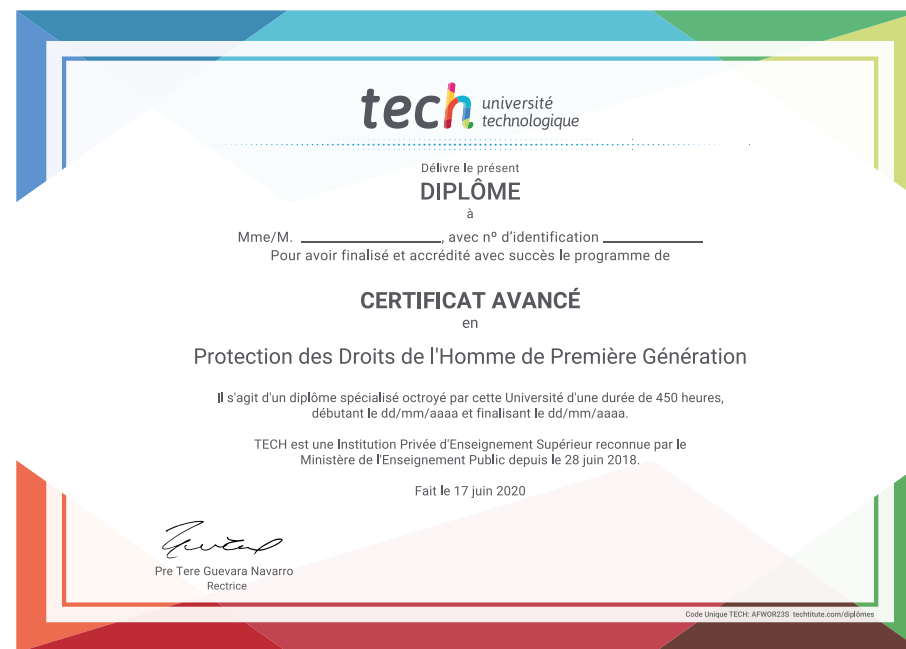 tech université
technologique
Délivre le présent
DIPLÔME
à
Mme/M. ____________________, avec nº d'identification ______________
Pour avoir finalisé et accrédité avec succès le programme de
CERTIFICAT AVANCÉ
en
Protection des Droits de l'Homme de Première Génération
Il s'agit d'un diplôme spécialisé octroyé par cette Université d'une durée de 450 heures,
débutant le dd/mm/aaaa et finalisant le dd/mm/aaaa.
TECH est une Institution Privée d'Enseignement Supérieur reconnue par le
Ministère de l'Enseignement Public depuis le 28 juin 2018.
Fait le 17 juin 2020
Pre Tere Guevara Navarro
Rectrice
Code Unique TECH: AFWOR23S techtitute.com/diplômes